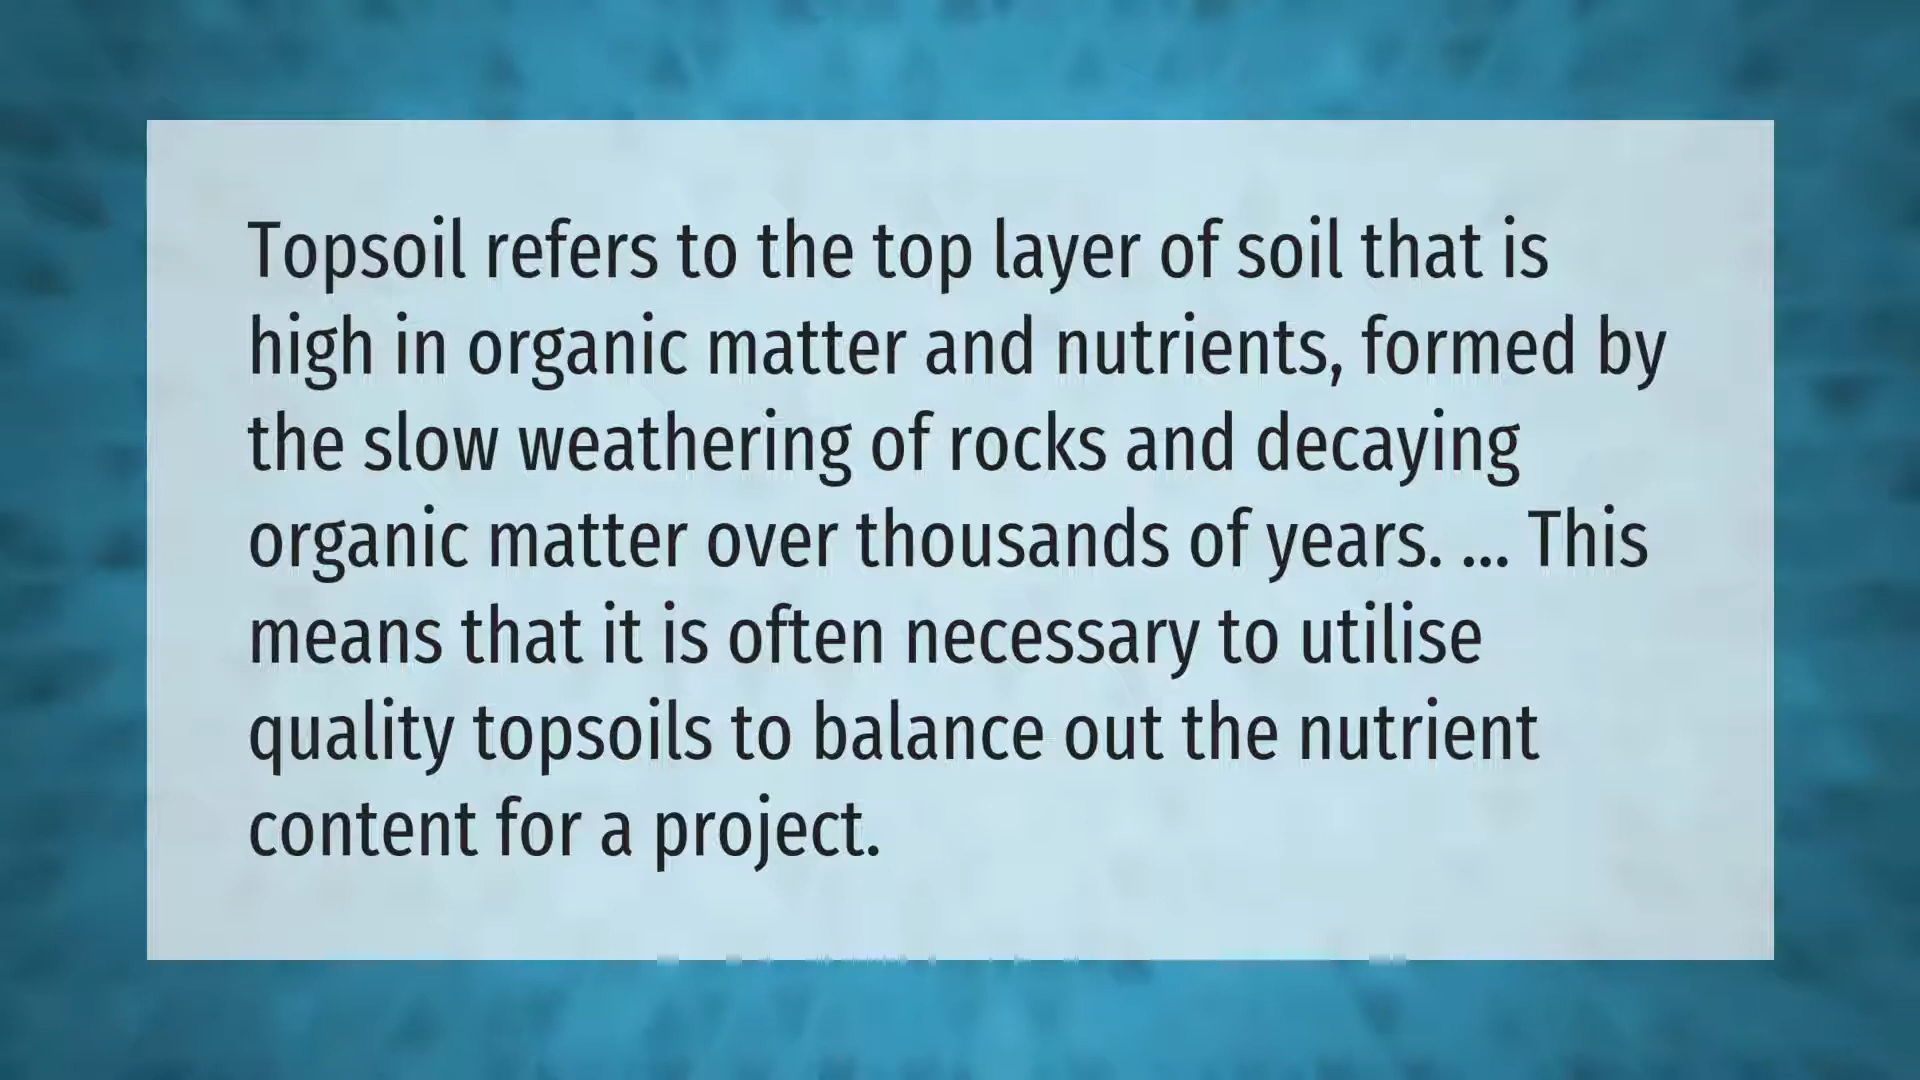 Topsoil refers to the top layer of soil that is
high in organic matter and nutrients, formed by
the slow weathering of rocks and decaying
organic matter over thousands of years. ... This
means that it is often necessary to utilise
quality topsoils to balance out the nutrient
content for a project.